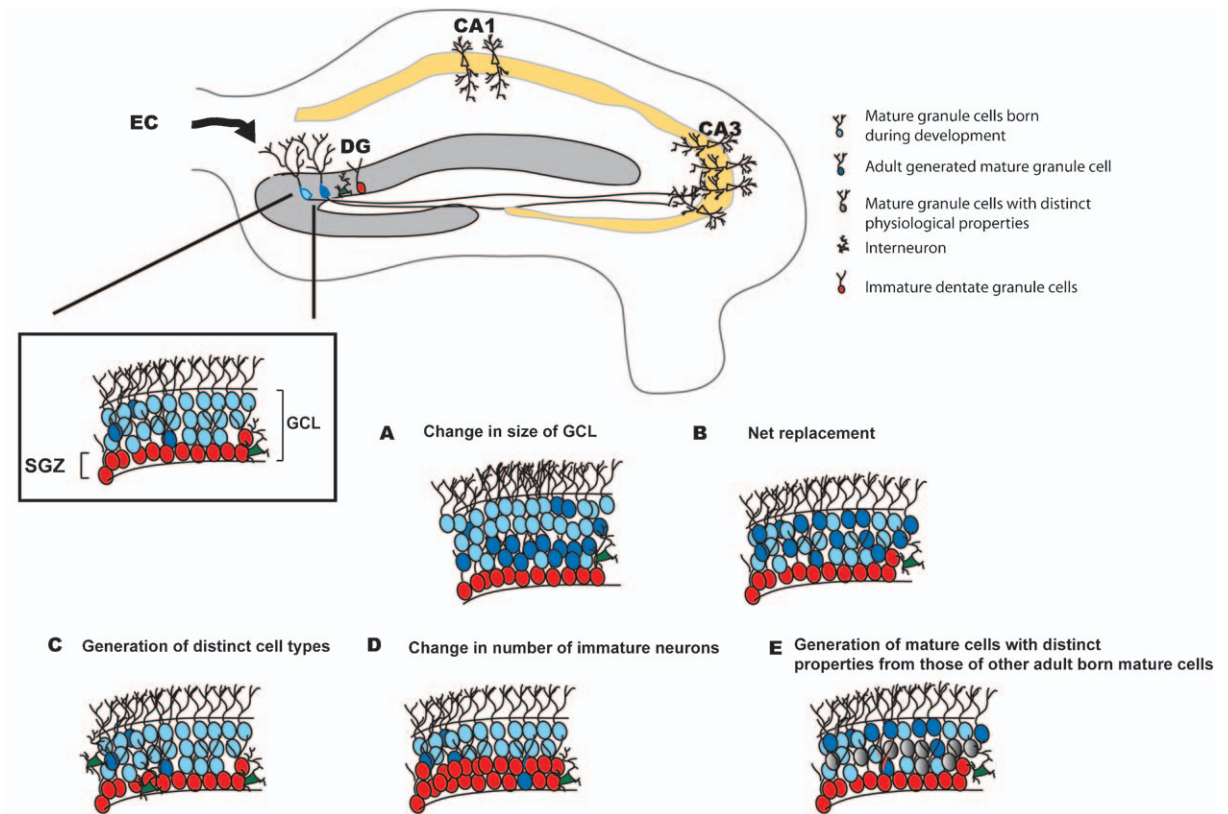 CA1
EC
DG
CA3
Mature granule cells born
during development
Adult generated mature granule cell
Mature granule cells with distinct
physiological properties
Interneuron
Immature dentate granule cells
GCL
SGZ
A Change in size of GCL
B Net replacement
C Generation of distinct cell types
D Change in number of immature neurons
E Generation of mature cells with distinct
properties from those of other adult born mature cells